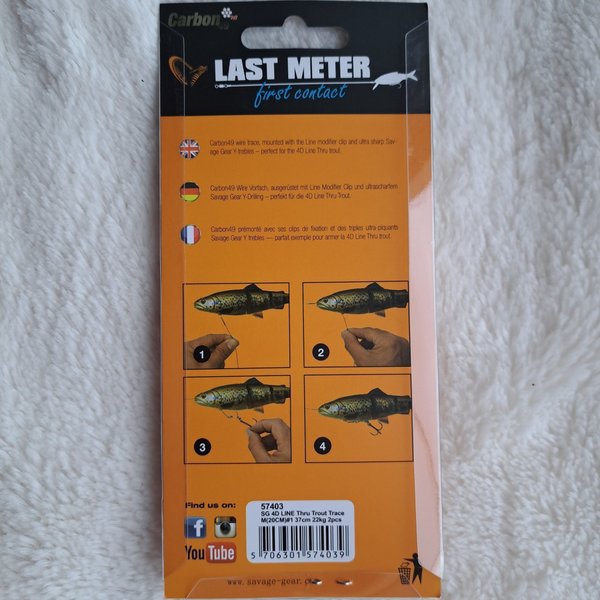 Carbon49
LAST METER
first contact
Carbon49 wire trace, mounted with the Line modifier clip and ultra sharp Sav-
age Gear Y-trebles – perfect for the 4D Line Thru trout.
Carbon49 Wire Vorfach, ausgerüstet mit Line Modifier Clip und ultrascharfem
Savage Gear Y-Drilling – perfekt für die 4D Line Thru Trout.
Carbon49 prémonté avec ses clips de fixation et des triples ultra-piquants
Savage Gear Y trebles –– parfait exemple pour armer la 4D Line Thru trout.
1
2
3
4
Find us on:
You Tube
57403
SG 4D LINE Thru Trout Trace
M(20CM)#1 37cm 22kg 2pcs
5 706301 574039
www.savage-gear.